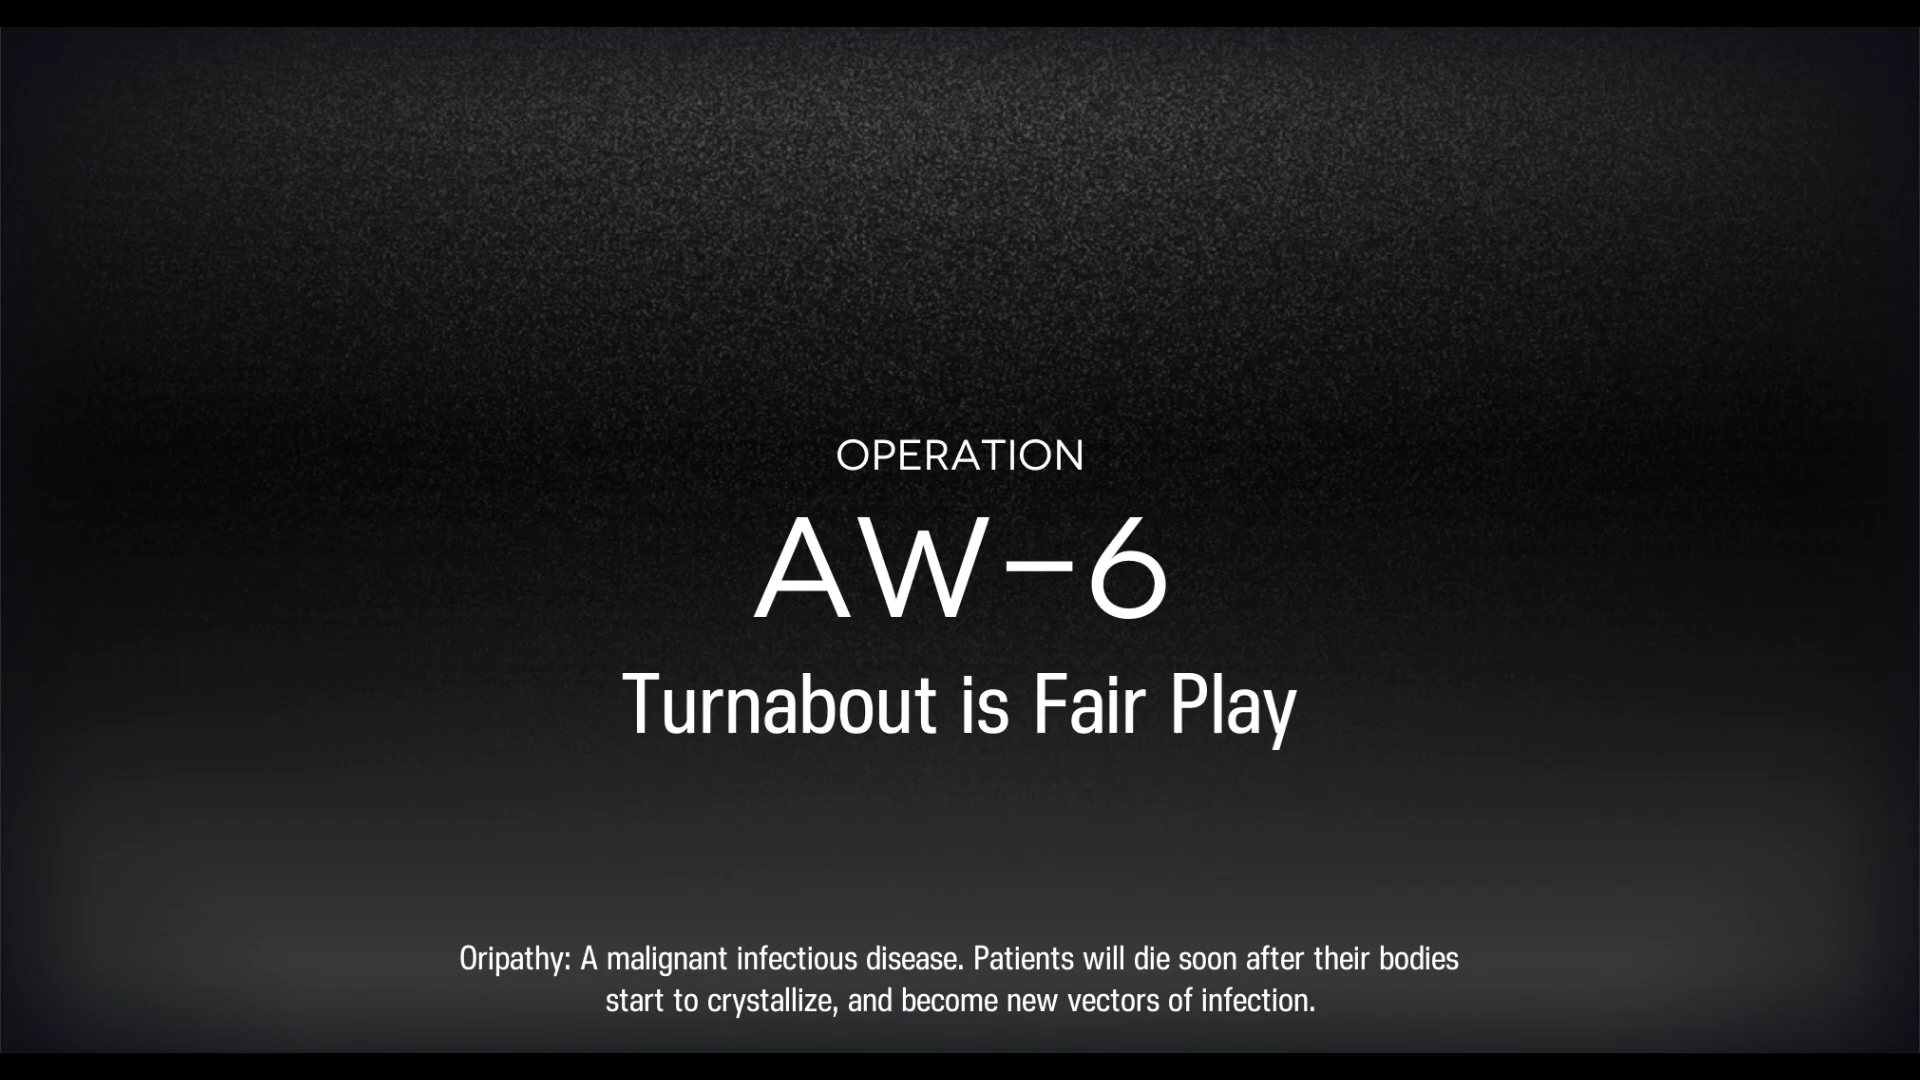 OPERATION
AW-6
Turnabout is Fair Play
Oripathy: A malignant infectious disease. Patients will die soon after their bodies
start to crystallize, and become new vectors of infection.